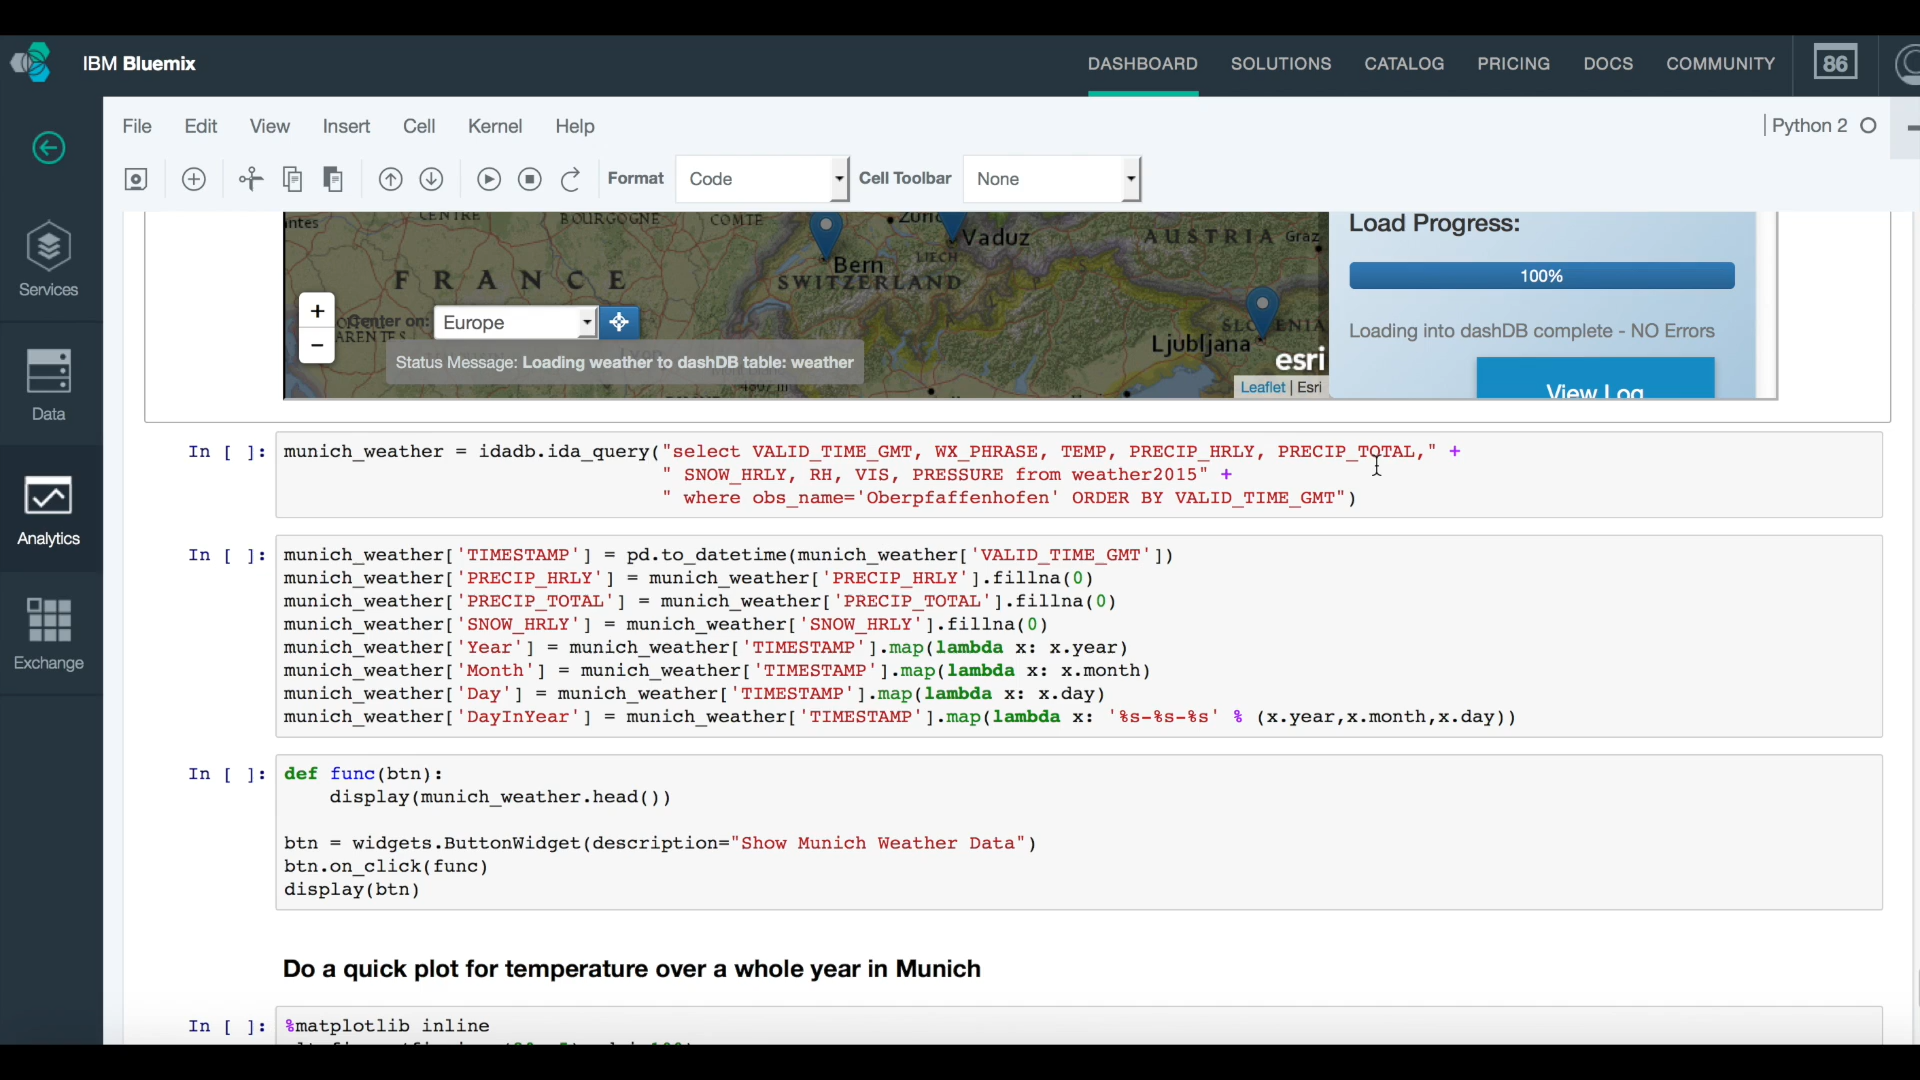 IBM Bluemix
DASHBOARD SOLUTIONS CATALOG PRICING DOCS COMMUNITY 86
File Edit View Insert Cell Kernel Help
Python 2
Format Code Cell Toolbar None
Services
Data
Analytics
Exchange
CENTRE BOURGOGNE COMTE Vaduz AUSTRIA Graz
LIECH
Bern
FRANCE SWITZERLAND
Ljubljana
+
−
Center on: Europe
Status Message: Loading weather to dashDB table: weather
esri
Leaflet | Esri
Load Progress:
100%
Loading into dashDB complete - NO Errors
View Log
In [ ]: munich_weather = idadb.ida_query("select VALID_TIME_GMT, WX_PHRASE, TEMP, PRECIP_HRLY, PRECIP_TOTAL," +
" SNOW_HRLY, RH, VIS, PRESSURE from weather2015" +
" where obs_name='Oberpfaffenhofen' ORDER BY VALID_TIME_GMT")
In [ ]: munich_weather['TIMESTAMP'] = pd.to_datetime(munich_weather['VALID_TIME_GMT'])
munich_weather['PRECIP_HRLY'] = munich_weather['PRECIP_HRLY'].fillna(0)
munich_weather['PRECIP_TOTAL'] = munich_weather['PRECIP_TOTAL'].fillna(0)
munich_weather['SNOW_HRLY'] = munich_weather['SNOW_HRLY'].fillna(0)
munich_weather['Year'] = munich_weather['TIMESTAMP'].map(lambda x: x.year)
munich_weather['Month'] = munich_weather['TIMESTAMP'].map(lambda x: x.month)
munich_weather['Day'] = munich_weather['TIMESTAMP'].map(lambda x: x.day)
munich_weather['DayInYear'] = munich_weather['TIMESTAMP'].map(lambda x: '%s-%s-%s' % (x.year,x.month,x.day))
In [ ]: def func(btn):
display(munich_weather.head())
btn = widgets.ButtonWidget(description="Show Munich Weather Data")
btn.on_click(func)
display(btn)
Do a quick plot for temperature over a whole year in Munich
In [ ]: %matplotlib inline